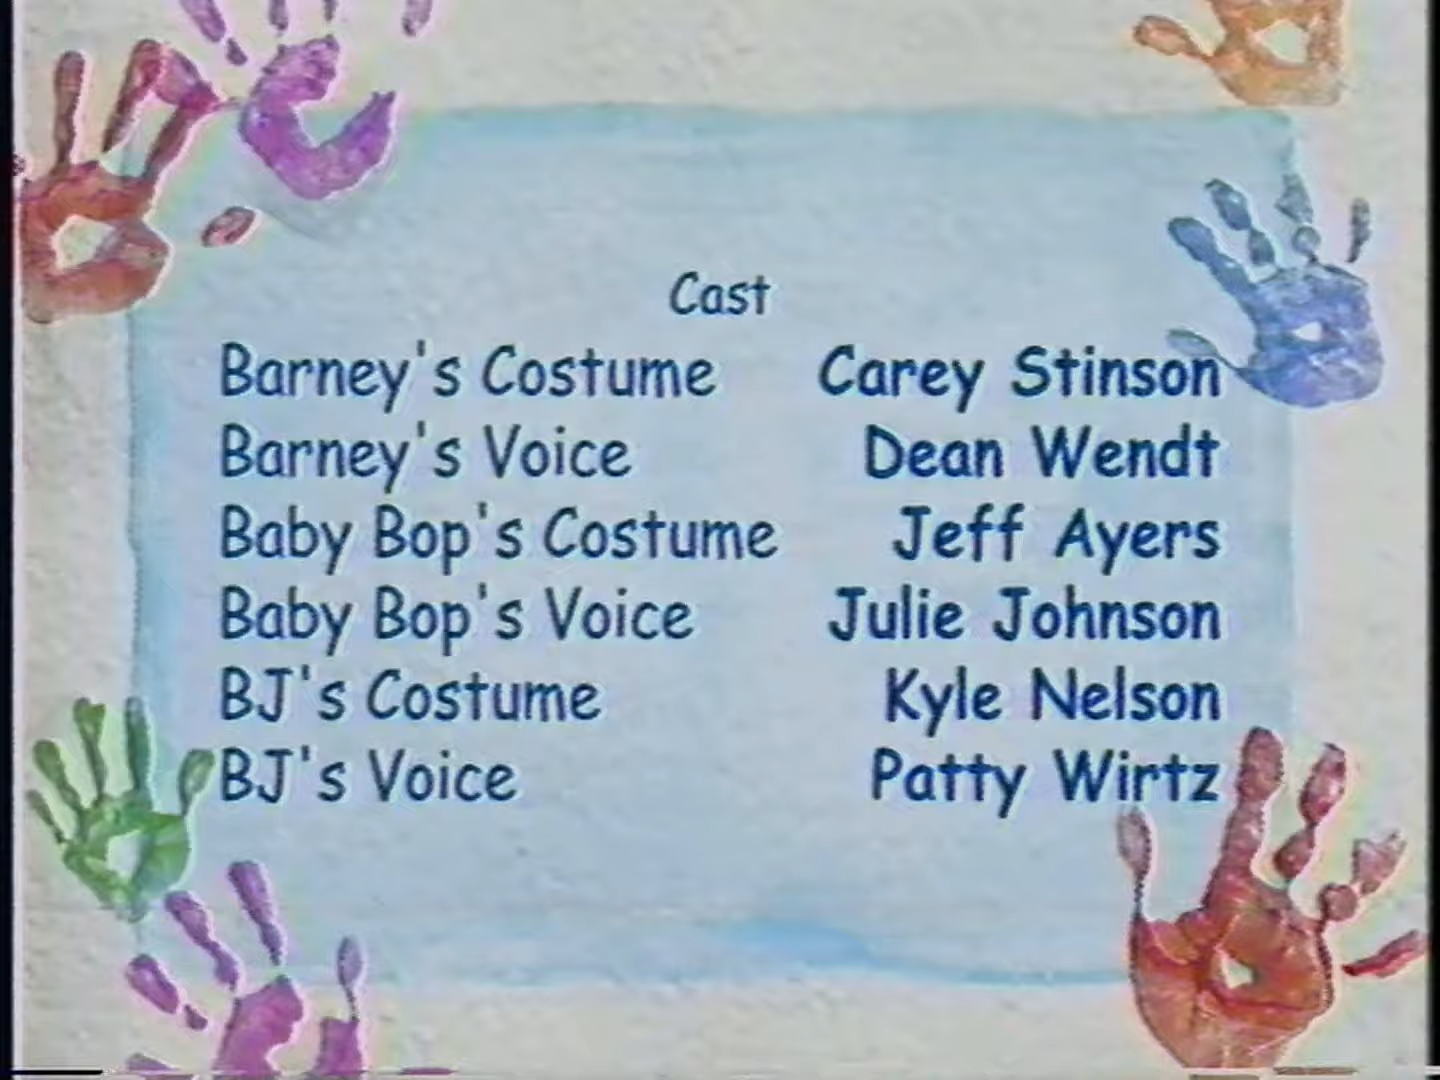 Cast
Barney's Costume Carey Stinson
Barney's Voice Dean Wendt
Baby Bop's Costume Jeff Ayers
Baby Bop's Voice Julie Johnson
BJ's Costume Kyle Nelson
BJ's Voice Patty Wirtz